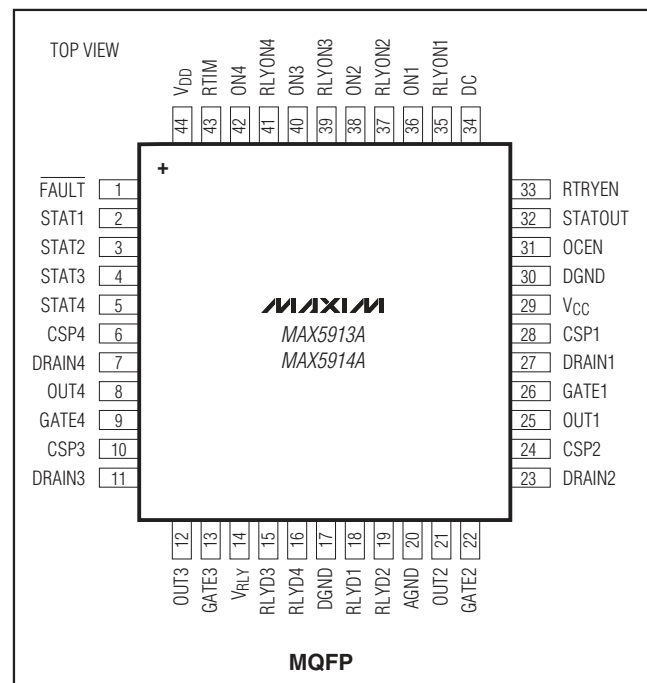 TOP VIEW
VDD
RTIM
ON4
RLYON4
ON3
RLYON3
ON2
RLYON2
ON1
RLYON1
DC
44 43 42 41 40 39 38 37 36 35 34
+
FAULT 1
STAT1 2
STAT2 3
STAT3 4
STAT4 5
CSP4 6
DRAIN4 7
OUT4 8
GATE4 9
CSP3 10
DRAIN3 11
MAXIM
MAX5913A
MAX5914A
33 RTRYEN
32 STATOUT
31 OCEN
30 DGND
29 VCC
28 CSP1
27 DRAIN1
26 GATE1
25 OUT1
24 CSP2
23 DRAIN2
12 13 14 15 16 17 18 19 20 21 22
OUT3
GATE3
VRLY
RLYD3
RLYD4
DGND
RLYD1
RLYD2
AGND
OUT2
GATE2
MQFP